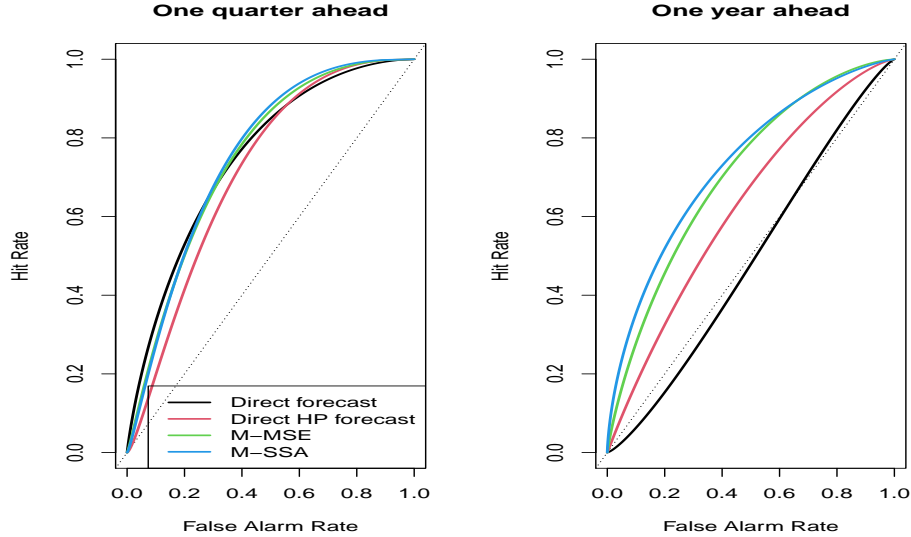 One quarter ahead
Hit Rate
0.0 0.2 0.4 0.6 0.8 1.0
Direct forecast
Direct HP forecast
M−MSE
M−SSA
0.0 0.2 0.4 0.6 0.8 1.0
False Alarm Rate
One year ahead
Hit Rate
0.0 0.2 0.4 0.6 0.8 1.0
0.0 0.2 0.4 0.6 0.8 1.0
False Alarm Rate